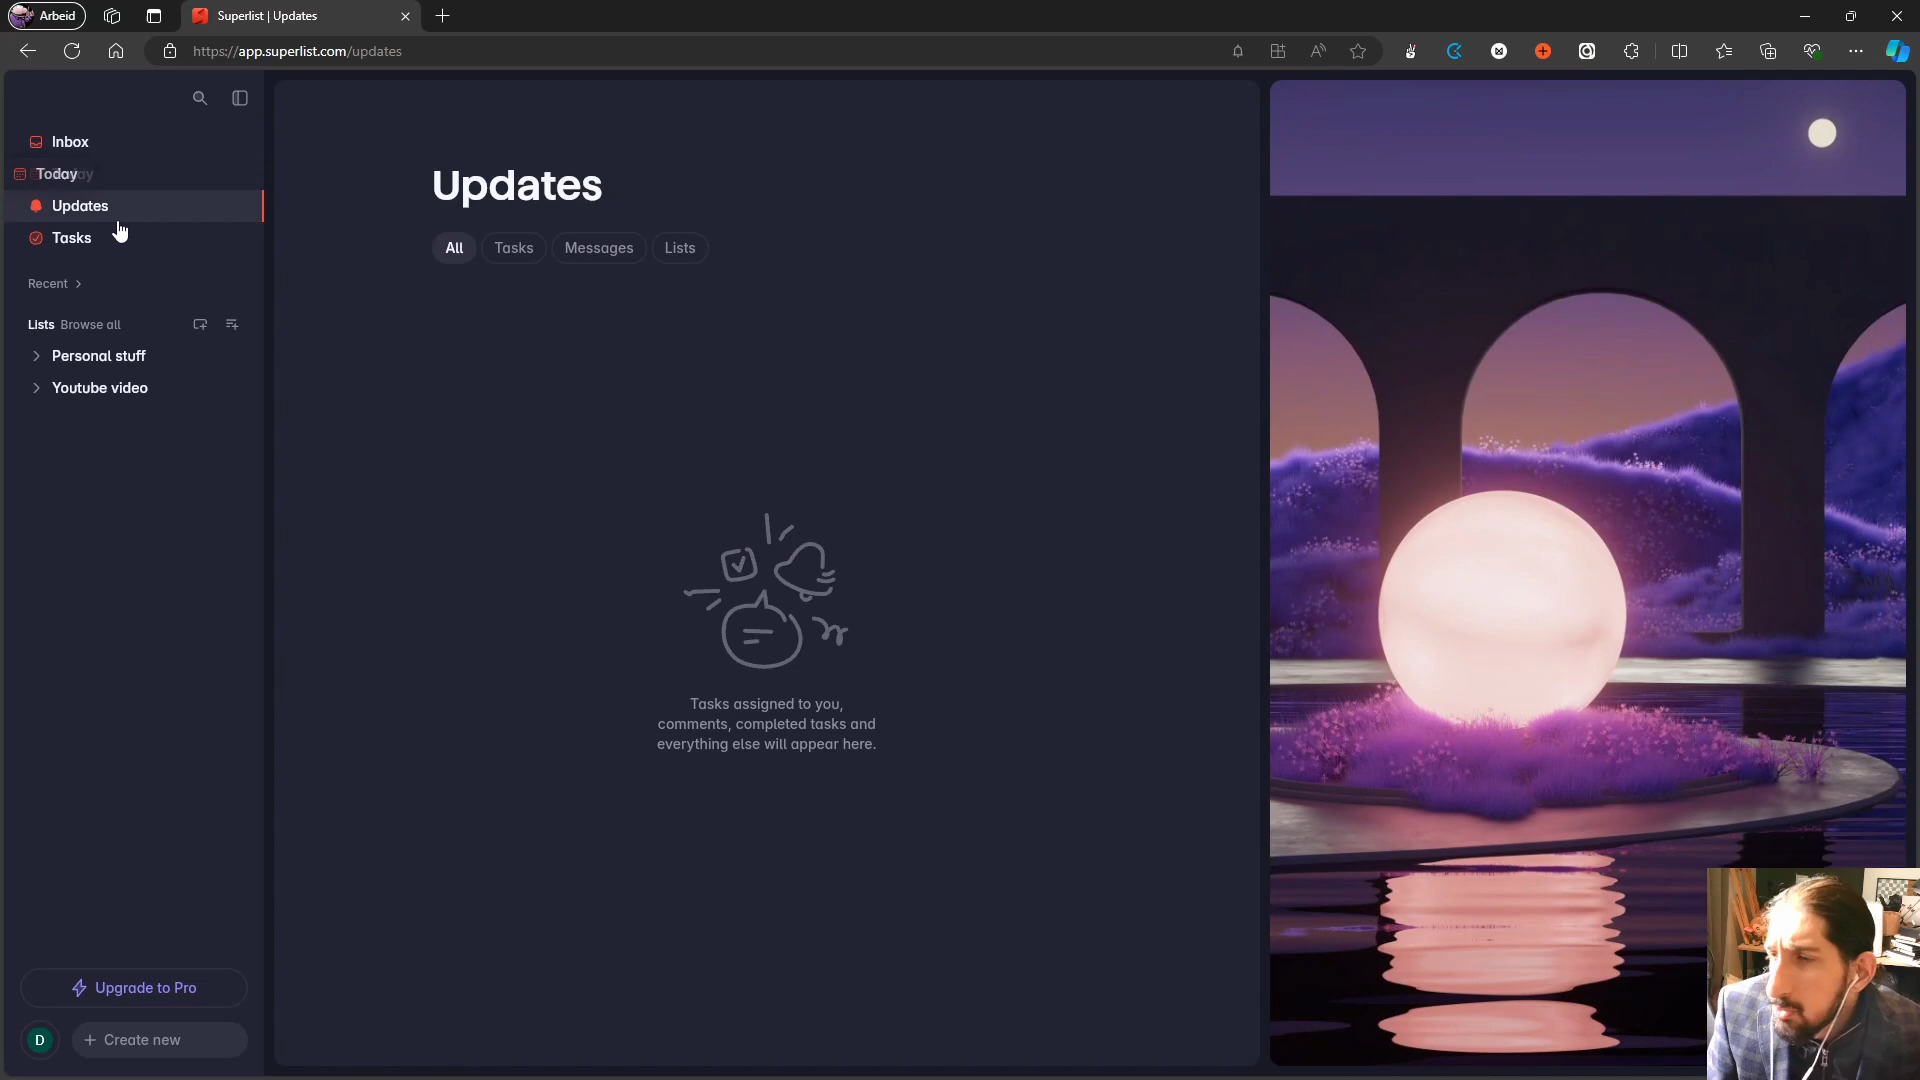 Arbeid
Superlist | Updates
https://app.superlist.com/updates
Inbox
Today
Updates
Tasks
Recent
Lists Browse all
Personal stuff
Youtube video
Upgrade to Pro
D
Create new
Updates
All Tasks Messages Lists
Tasks assigned to you,
comments, completed tasks and
everything else will appear here.